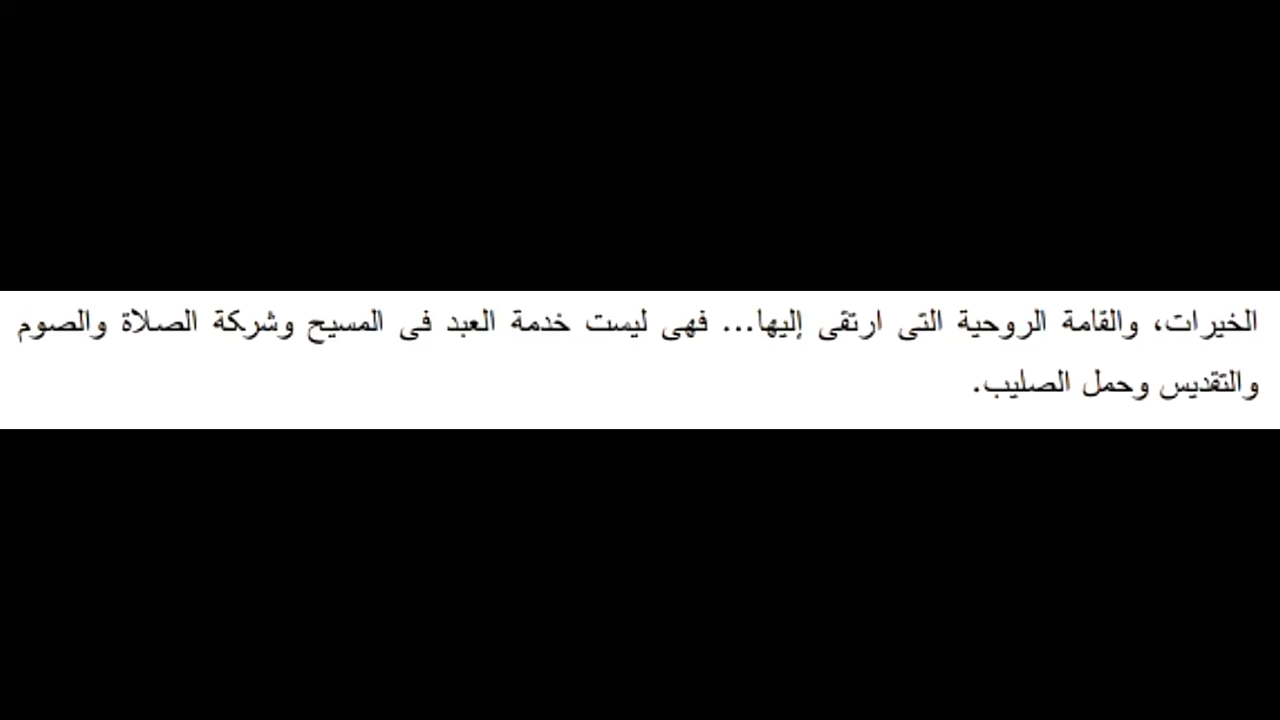 الخيرات، والقامة الروحية التى ارتقى إليها... فهى ليست خدمة العبد فى المسيح وشركة الصلاة والصوم
والتقديس وحمل الصليب.